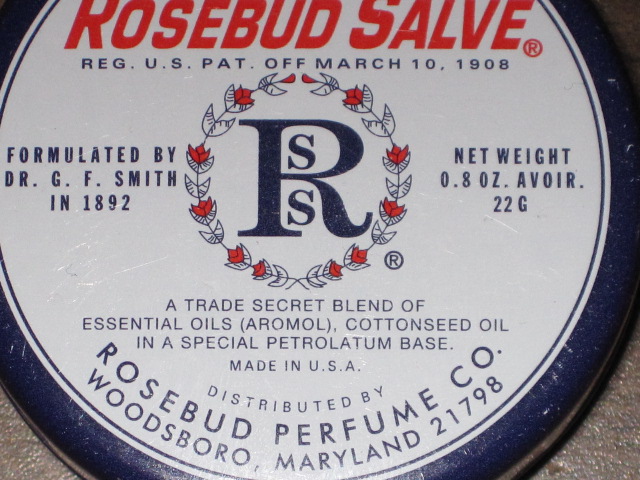 ROSEBUD SALVE®
REG. U.S. PAT. OFF MARCH 10, 1908
FORMULATED BY
DR. G. F. SMITH
IN 1892
R
S
S
®
NET WEIGHT
0.8 OZ. AVOIR.
22G
A TRADE SECRET BLEND OF
ESSENTIAL OILS (AROMOL), COTTONSEED OIL
IN A SPECIAL PETROLATUM BASE.
MADE IN U.S.A.
DISTRIBUTED BY
ROSEBUD PERFUME CO.
WOODSBORO, MARYLAND 21798